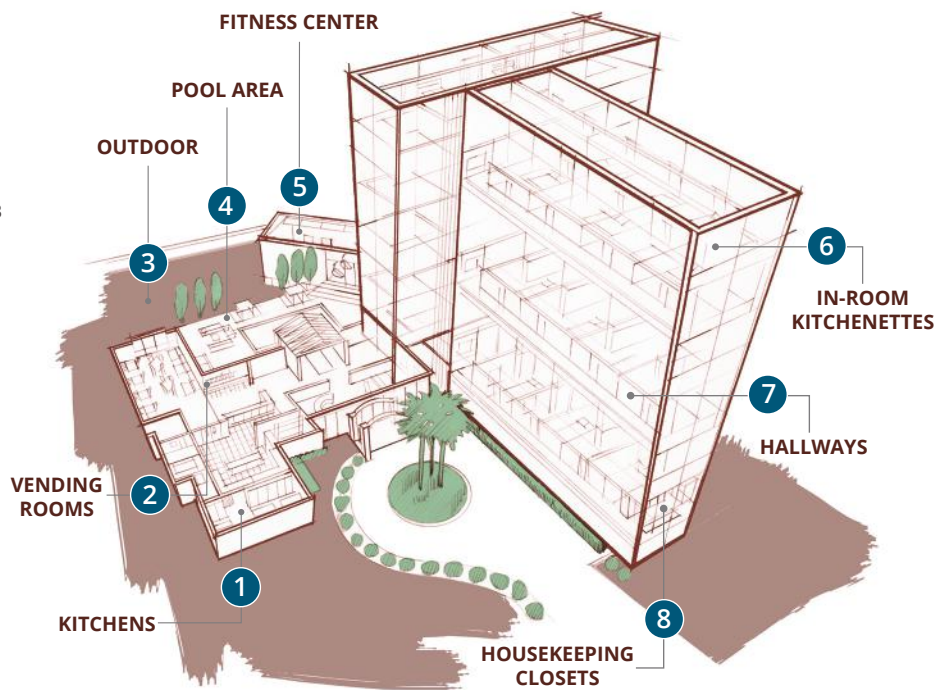 FITNESS CENTER
POOL AREA
OUTDOOR
5
4
3
6
IN-ROOM
KITCHENETTES
7
HALLWAYS
VENDING
ROOMS
2
1
KITCHENS
8
HOUSEKEEPING
CLOSETS